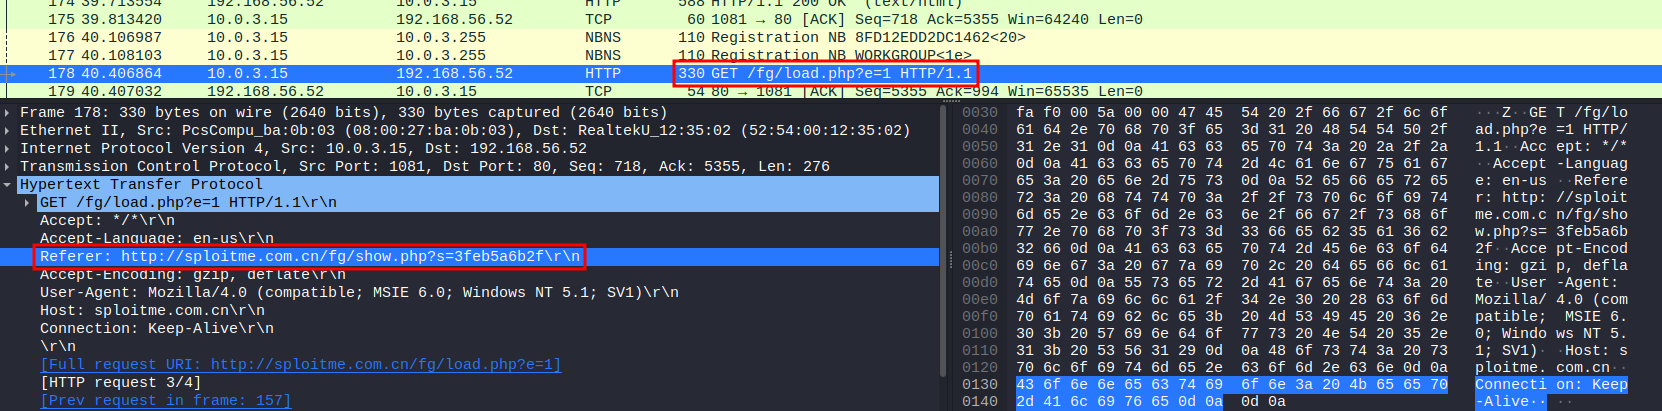 174 39.713554 192.168.56.52 10.0.3.15 HTTP 588 HTTP/1.1 200 OK (text/html)
175 39.813420 10.0.3.15 192.168.56.52 TCP 60 1081 → 80 [ACK] Seq=718 Ack=5355 Win=64240 Len=0
176 40.106987 10.0.3.15 10.0.3.255 NBNS 110 Registration NB 8FD12EDD2DC1462<20>
177 40.108103 10.0.3.15 10.0.3.255 NBNS 110 Registration NB WORKGROUP<1e>
178 40.406864 10.0.3.15 192.168.56.52 HTTP 330 GET /fg/load.php?e=1 HTTP/1.1
179 40.407032 192.168.56.52 10.0.3.15 TCP 54 80 → 1081 [ACK] Seq=5355 Ack=994 Win=65535 Len=0
Frame 178: 330 bytes on wire (2640 bits), 330 bytes captured (2640 bits)
Ethernet II, Src: PcsCompu_ba:0b:03 (08:00:27:ba:0b:03), Dst: RealtekU_12:35:02 (52:54:00:12:35:02)
Internet Protocol Version 4, Src: 10.0.3.15, Dst: 192.168.56.52
Transmission Control Protocol, Src Port: 1081, Dst Port: 80, Seq: 718, Ack: 5355, Len: 276
Hypertext Transfer Protocol
GET /fg/load.php?e=1 HTTP/1.1\r\n
Accept: */*\r\n
Accept-Language: en-us\r\n
Referer: http://sploitme.com.cn/fg/show.php?s=3feb5a6b2f\r\n
Accept-Encoding: gzip, deflate\r\n
User-Agent: Mozilla/4.0 (compatible; MSIE 6.0; Windows NT 5.1; SV1)\r\n
Host: sploitme.com.cn\r\n
Connection: Keep-Alive\r\n
\r\n
[Full request URI: http://sploitme.com.cn/fg/load.php?e=1]
[HTTP request 3/4]
[Prev request in frame: 157]
0030 fa f0 00 5a 00 00 47 45 54 20 2f 66 67 2f 6c 6f ···Z··GE T /fg/lo
0040 61 64 2e 70 68 70 3f 65 3d 31 20 48 54 54 50 2f ad.php?e =1 HTTP/
0050 31 2e 31 0d 0a 41 63 63 65 70 74 3a 20 2a 2f 2a 1.1··Acc ept: */*
0060 0d 0a 41 63 63 65 70 74 2d 4c 61 6e 67 75 61 67 ··Accept -Languag
0070 65 3a 20 65 6e 2d 75 73 0d 0a 52 65 66 65 72 65 e: en-us ··Refere
0080 72 3a 20 68 74 74 70 3a 2f 2f 73 70 6c 6f 69 74 r: http: //sploit
0090 6d 65 2e 63 6f 6d 2e 63 6e 2f 66 67 2f 73 68 6f me.com.c n/fg/sho
00a0 77 2e 70 68 70 3f 73 3d 33 66 65 62 35 61 36 62 w.php?s= 3feb5a6b
00b0 32 66 0d 0a 41 63 63 65 70 74 2d 45 6e 63 6f 64 2f··Acce pt-Encod
00c0 69 6e 67 3a 20 67 7a 69 70 2c 20 64 65 66 6c 61 ing: gzi p, defla
00d0 74 65 0d 0a 55 73 65 72 2d 41 67 65 6e 74 3a 20 te··User -Agent:
00e0 4d 6f 7a 69 6c 6c 61 2f 34 2e 30 20 28 63 6f 6d Mozilla/ 4.0 (com
00f0 70 61 74 69 62 6c 65 3b 20 4d 53 49 45 20 36 2e patible; MSIE 6.
0100 30 3b 20 57 69 6e 64 6f 77 73 20 4e 54 20 35 2e 0; Windo ws NT 5.
0110 31 3b 20 53 56 31 29 0d 0a 48 6f 73 74 3a 20 73 1; SV1)· ·Host: s
0120 70 6c 6f 69 74 6d 65 2e 63 6f 6d 2e 63 6e 0d 0a ploitme. com.cn··
0130 43 6f 6e 6e 65 63 74 69 6f 6e 3a 20 4b 65 65 70 Connecti on: Keep
0140 2d 41 6c 69 76 65 0d 0a 0d 0a -Alive·· ··